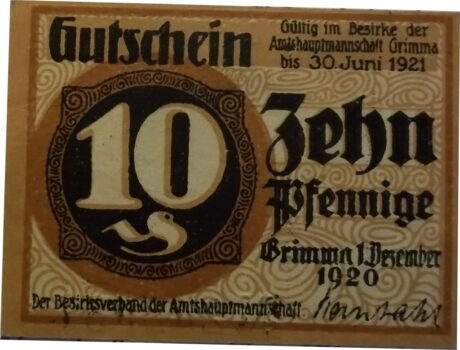 Gutschein
Gültig im Bezirke der
Amtshauptmannschaft Grimma
bis 30. Juni 1921
10
Zehn
Pfennige
Grimma 1. Dezember
1920
Der Bezirksverband der Amtshauptmannschaft